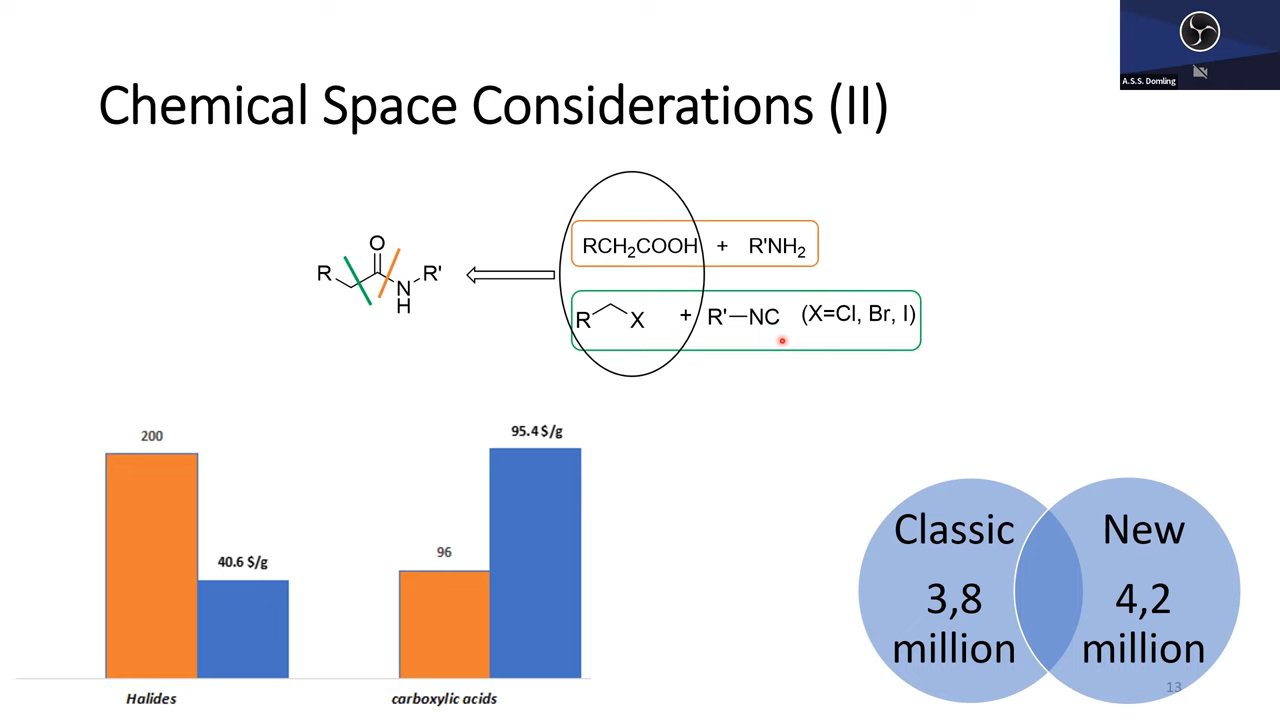 A.S.S. Domling
Chemical Space Considerations (II)
RCH₂COOH + R'NH₂
O
R
N
H
R'
R X + R'—NC (X=Cl, Br, I)
200
40.6 $/g
96
95.4 $/g
Halides
carboxylic acids
Classic
3,8
million
New
4,2
million
13